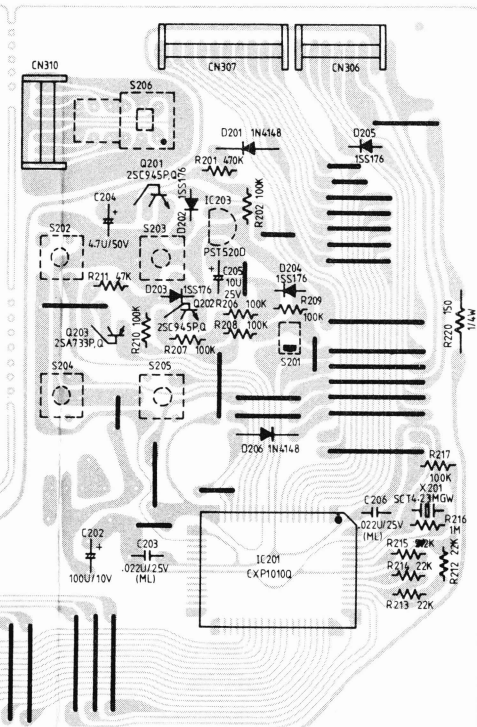 CN310
CN307
CN306
S206
D201 1N4148
D205
1SS176
R201 470K
Q201
2SC945P,Q
1SS176
D202
IC203
PST520D
R202 100K
C204
4.7U/50V
S202
S203
R211 47K
C205
10U
25V
D204
1SS176
D203
1SS176
Q202
2SC945P,Q
R206 100K
R209
100K
R208 100K
R220 150
1/4W
Q203
2SA733P,Q
R210 100K
R207 100K
S201
S204
S205
D206 1N4148
R217
100K
X201
SCT4.23MGW
C206
.022U/25V
(ML)
R216
1M
R215
R212 22K
R214 22K
R213 22K
C202
100U/10V
C203
.022U/25V
(ML)
IC201
CXP1010Q